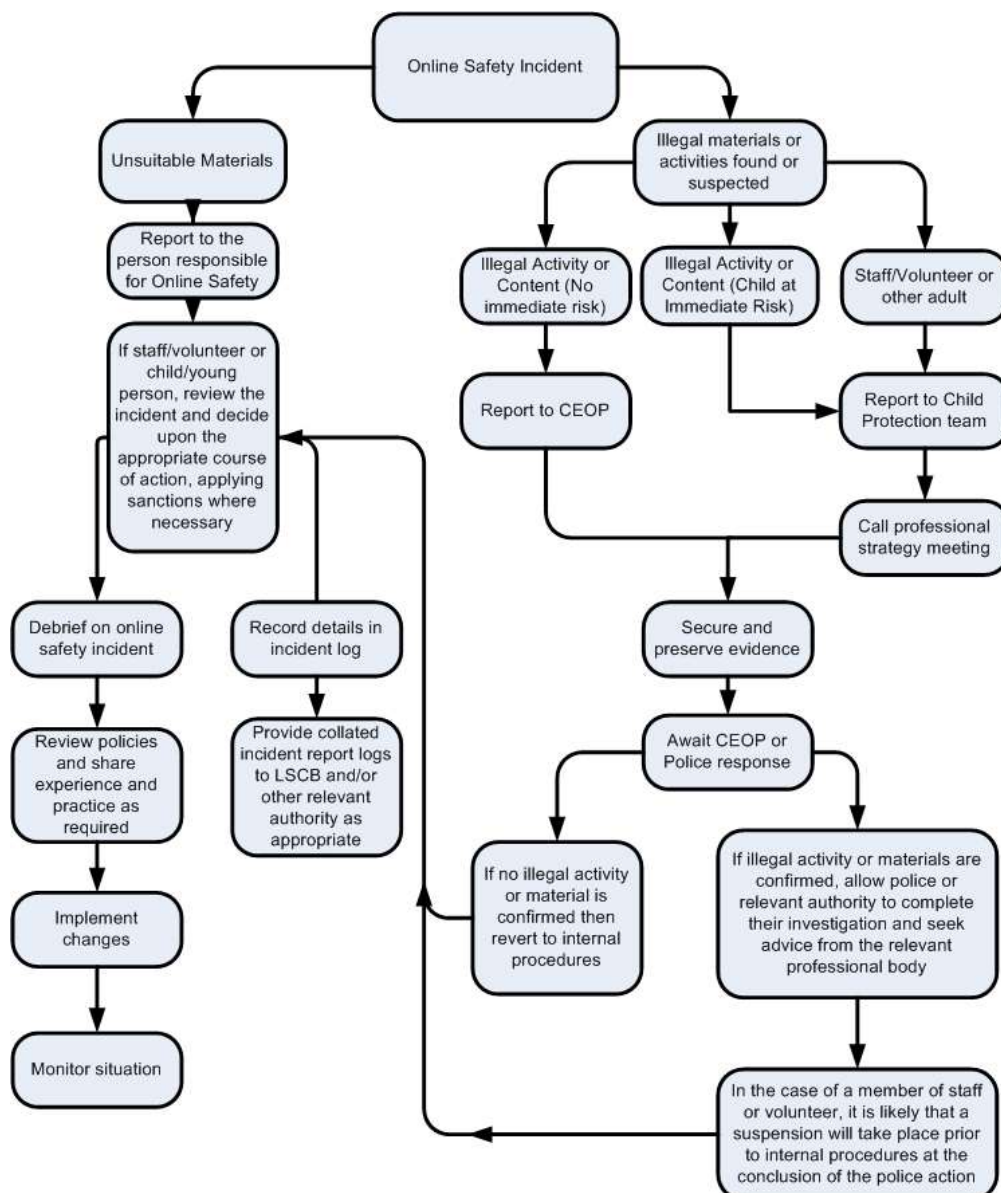 Online Safety Incident
Unsuitable Materials
Report to the
person responsible
for Online Safety
If staff/volunteer or
child/young
person, review the
incident and decide
upon the
appropriate course
of action, applying
sanctions where
necessary
Debrief on online
safety incident
Review policies
and share
experience and
practice as
required
Implement
changes
Monitor situation
Record details in
incident log
Provide collated
incident report logs
to LSCB and/or
other relevant
authority as
appropriate
Illegal materials or
activities found or
suspected
Illegal Activity or
Content (No
immediate risk)
Illegal Activity or
Content (Child at
Immediate Risk)
Staff/Volunteer or
other adult
Report to CEOP
Report to Child
Protection team
Call professional
strategy meeting
Secure and
preserve evidence
Await CEOP or
Police response
If no illegal activity
or material is
confirmed then
revert to internal
procedures
If illegal activity or materials are
confirmed, allow police or
relevant authority to complete
their investigation and seek
advice from the relevant
professional body
In the case of a member of staff
or volunteer, it is likely that a
suspension will take place prior
to internal procedures at the
conclusion of the police action